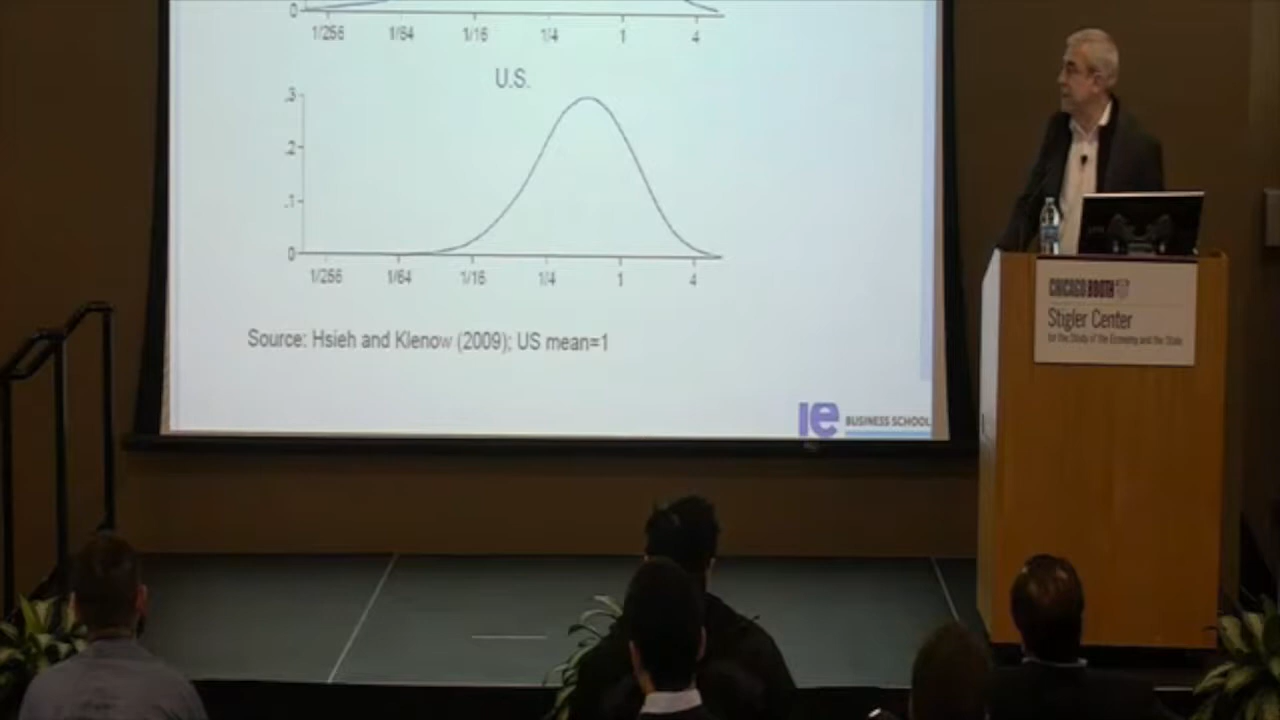 0
1/256 1/64 1/16 1/4 1 4
U.S.
.3
.2
.1
0
1/256 1/64 1/16 1/4 1 4
Source: Hsieh and Klenow (2009); US mean=1
ie BUSINESS SCHOOL
CHICAGO BOOTH
Stigler Center
for the Study of the Economy and the State